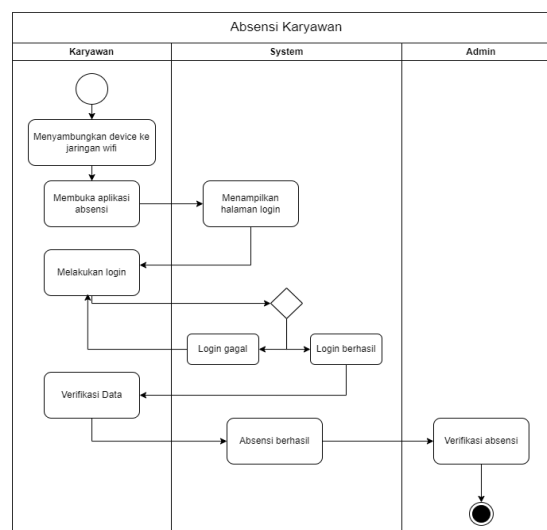 Absensi Karyawan
Karyawan
System
Admin
Menyambungkan device ke
jaringan wifi
Membuka aplikasi
absensi
Menampilkan
halaman login
Melakukan login
Login gagal
Login berhasil
Verifikasi Data
Absensi berhasil
Verifikasi absensi